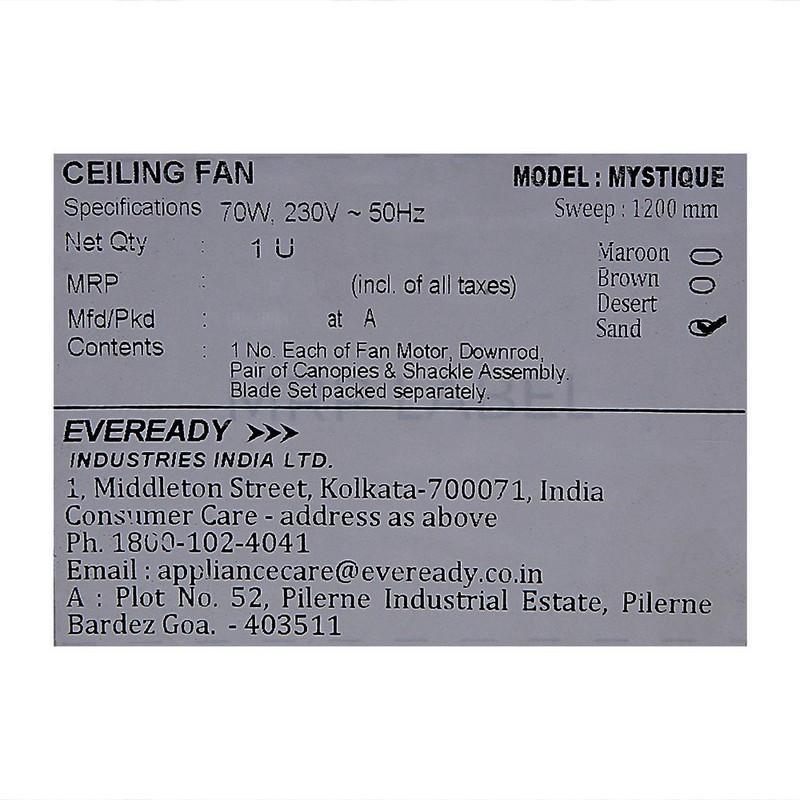 CEILING FAN
MODEL : MYSTIQUE
Specifications 70W, 230V ~ 50Hz
Sweep : 1200 mm
Net Qty : 1 U
Maroon
MRP : (incl. of all taxes)
Brown
Desert
Mfd/Pkd : at A
Sand
Contents : 1 No. Each of Fan Motor, Downrod,
Pair of Canopies & Shackle Assembly.
Blade Set packed separately.
MRP LABEL
EVEREADY >>>
INDUSTRIES INDIA LTD.
1, Middleton Street, Kolkata-700071, India
Consumer Care - address as above
Ph. 1800-102-4041
Email : appliancecare@eveready.co.in
A : Plot No. 52, Pilerne Industrial Estate, Pilerne
Bardez Goa. - 403511